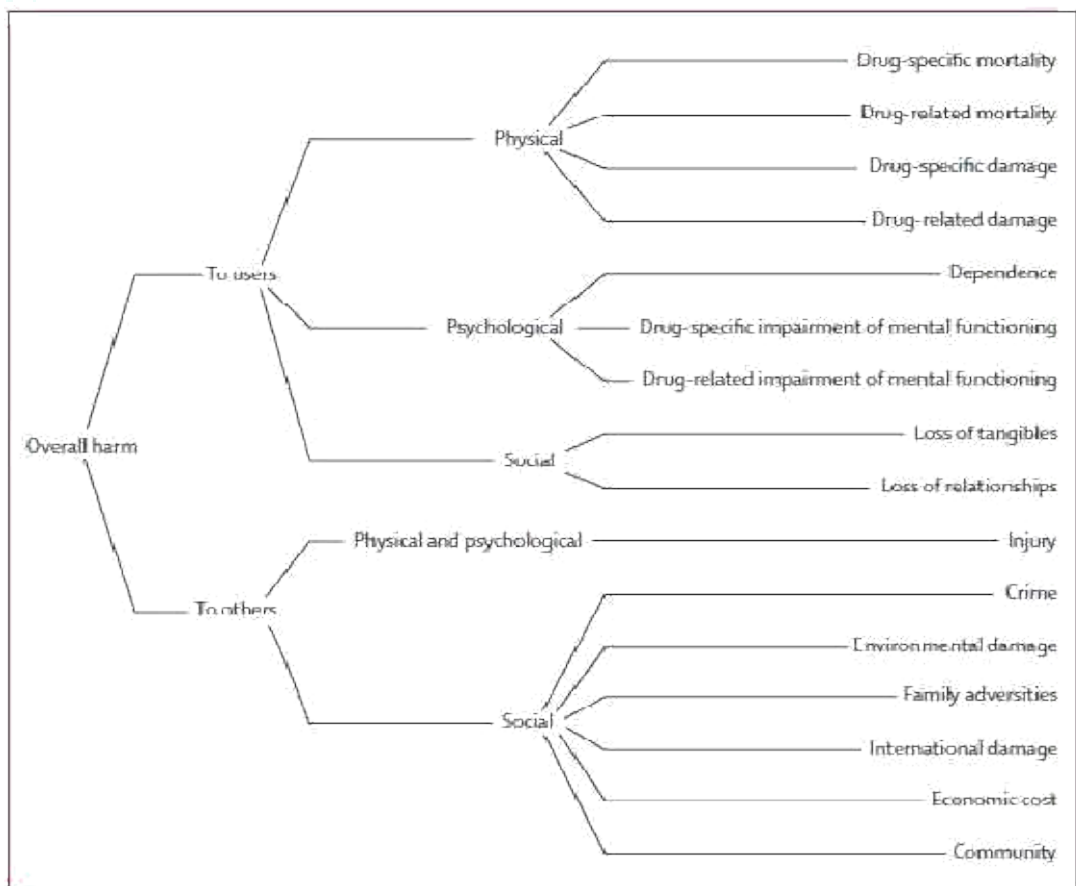 Drug-specific mortality
Drug-related mortality
Physical
Drug-specific damage
Drug-related damage
To users
Dependence
Psychological
Drug-specific impairment of mental functioning
Drug-related impairment of mental functioning
Overall harm
Loss of tangibles
Social
Loss of relationships
Physical and psychological
Injury
To others
Crime
Environmental damage
Family adversities
Social
International damage
Economic cost
Community